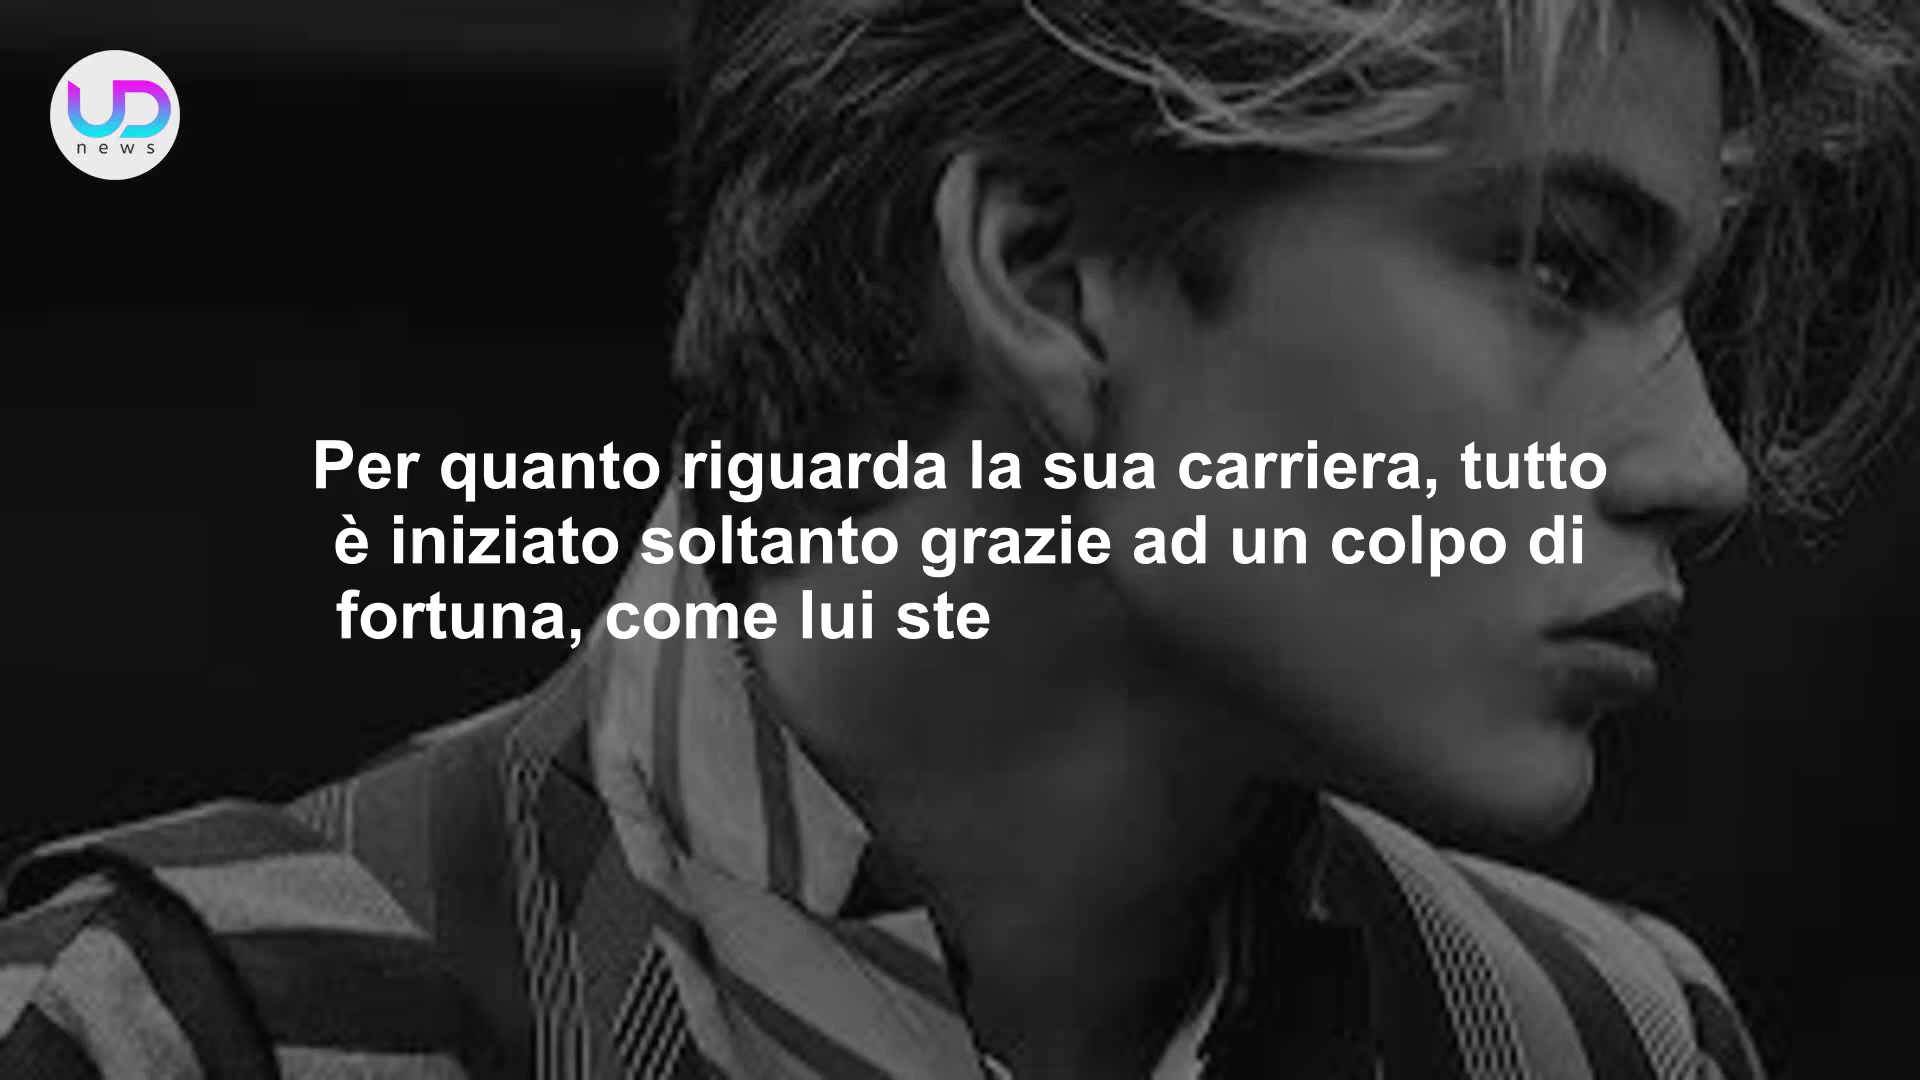 UD
news
Per quanto riguarda la sua carriera, tutto
è iniziato soltanto grazie ad un colpo di
fortuna, come lui ste